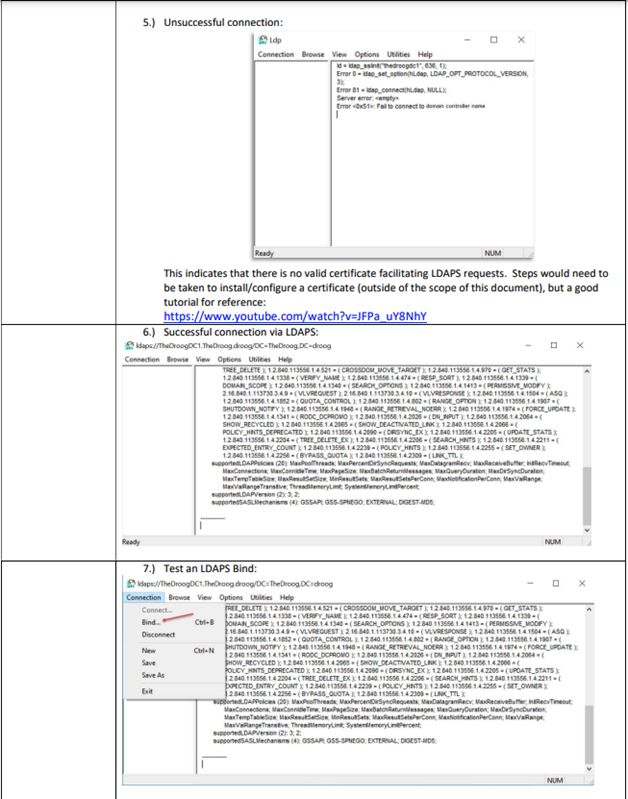 5.) Unsuccessful connection:
Ldp
Connection Browse View Options Utilities Help
ld = ldap_sslinit("thedroogdc1", 636, 1);
Error 0 = ldap_set_option(hLdap, LDAP_OPT_PROTOCOL_VERSION,
3);
Error 81 = ldap_connect(hLdap, NULL);
Server error: <empty>
Error <0x51>: Fail to connect to domain controller name
Ready NUM
This indicates that there is no valid certificate facilitating LDAPS requests. Steps would need to
be taken to install/configure a certificate (outside of the scope of this document), but a good
tutorial for reference:
https://www.youtube.com/watch?v=JFPa_uY8NhY
6.) Successful connection via LDAPS:
ldaps://TheDroogDC1.TheDroog.droog/DC=TheDroog,DC=droog
Connection Browse View Options Utilities Help
TREE_DELETE ); 1.2.840.113556.1.4.521 = ( CROSSDOM_MOVE_TARGET ); 1.2.840.113556.1.4.970 = ( GET_STATS );
1.2.840.113556.1.4.1338 = ( VERIFY_NAME ); 1.2.840.113556.1.4.474 = ( RESP_SORT ); 1.2.840.113556.1.4.1339 = (
DOMAIN_SCOPE ); 1.2.840.113556.1.4.1340 = ( SEARCH_OPTIONS ); 1.2.840.113556.1.4.1413 = ( PERMISSIVE_MODIFY );
2.16.840.1.113730.3.4.9 = ( VLVREQUEST ); 2.16.840.1.113730.3.4.10 = ( VLVRESPONSE ); 1.2.840.113556.1.4.1504 = ( ASQ );
1.2.840.113556.1.4.1852 = ( QUOTA_CONTROL ); 1.2.840.113556.1.4.802 = ( RANGE_OPTION ); 1.2.840.113556.1.4.1907 = (
SHUTDOWN_NOTIFY ); 1.2.840.113556.1.4.1948 = ( RANGE_RETRIEVAL_NOERR ); 1.2.840.113556.1.4.1974 = ( FORCE_UPDATE );
1.2.840.113556.1.4.1341 = ( RODC_DCPROMO ); 1.2.840.113556.1.4.2026 = ( DN_INPUT ); 1.2.840.113556.1.4.2064 = (
SHOW_RECYCLED ); 1.2.840.113556.1.4.2065 = ( SHOW_DEACTIVATED_LINK ); 1.2.840.113556.1.4.2066 = (
POLICY_HINTS_DEPRECATED ); 1.2.840.113556.1.4.2090 = ( DIRSYNC_EX ); 1.2.840.113556.1.4.2205 = ( UPDATE_STATS );
1.2.840.113556.1.4.2204 = ( TREE_DELETE_EX ); 1.2.840.113556.1.4.2206 = ( SEARCH_HINTS ); 1.2.840.113556.1.4.2211 = (
EXPECTED_ENTRY_COUNT ); 1.2.840.113556.1.4.2239 = ( POLICY_HINTS ); 1.2.840.113556.1.4.2255 = ( SET_OWNER );
1.2.840.113556.1.4.2256 = ( BYPASS_QUOTA ); 1.2.840.113556.1.4.2309 = ( LINK_TTL );
supportedLDAPPolicies (20): MaxPoolThreads; MaxPercentDirSyncRequests; MaxDatagramRecv; MaxReceiveBuffer; InitRecvTimeout;
MaxConnections; MaxConnIdleTime; MaxPageSize; MaxBatchReturnMessages; MaxQueryDuration; MaxDirSyncDuration;
MaxTempTableSize; MaxResultSetSize; MinResultSets; MaxResultSetsPerConn; MaxNotificationPerConn; MaxValRange;
MaxValRangeTransitive; ThreadMemoryLimit; SystemMemoryLimitPercent;
supportedLDAPVersion (2): 3; 2;
supportedSASLMechanisms (4): GSSAPI; GSS-SPNEGO; EXTERNAL; DIGEST-MD5;
Ready NUM
7.) Test an LDAPS Bind:
ldaps://TheDroogDC1.TheDroog.droog/DC=TheDroog,DC=droog
Connection Browse View Options Utilities Help
Connect...
Bind... Ctrl+B
Disconnect
New Ctrl+N
Save
Save As
Exit
TREE_DELETE ); 1.2.840.113556.1.4.521 = ( CROSSDOM_MOVE_TARGET ); 1.2.840.113556.1.4.970 = ( GET_STATS );
1.2.840.113556.1.4.1338 = ( VERIFY_NAME ); 1.2.840.113556.1.4.474 = ( RESP_SORT ); 1.2.840.113556.1.4.1339 = (
DOMAIN_SCOPE ); 1.2.840.113556.1.4.1340 = ( SEARCH_OPTIONS ); 1.2.840.113556.1.4.1413 = ( PERMISSIVE_MODIFY );
2.16.840.1.113730.3.4.9 = ( VLVREQUEST ); 2.16.840.1.113730.3.4.10 = ( VLVRESPONSE ); 1.2.840.113556.1.4.1504 = ( ASQ );
1.2.840.113556.1.4.1852 = ( QUOTA_CONTROL ); 1.2.840.113556.1.4.802 = ( RANGE_OPTION ); 1.2.840.113556.1.4.1907 = (
SHUTDOWN_NOTIFY ); 1.2.840.113556.1.4.1948 = ( RANGE_RETRIEVAL_NOERR ); 1.2.840.113556.1.4.1974 = ( FORCE_UPDATE );
1.2.840.113556.1.4.1341 = ( RODC_DCPROMO ); 1.2.840.113556.1.4.2026 = ( DN_INPUT ); 1.2.840.113556.1.4.2064 = (
SHOW_RECYCLED ); 1.2.840.113556.1.4.2065 = ( SHOW_DEACTIVATED_LINK ); 1.2.840.113556.1.4.2066 = (
POLICY_HINTS_DEPRECATED ); 1.2.840.113556.1.4.2090 = ( DIRSYNC_EX ); 1.2.840.113556.1.4.2205 = ( UPDATE_STATS );
1.2.840.113556.1.4.2204 = ( TREE_DELETE_EX ); 1.2.840.113556.1.4.2206 = ( SEARCH_HINTS ); 1.2.840.113556.1.4.2211 = (
EXPECTED_ENTRY_COUNT ); 1.2.840.113556.1.4.2239 = ( POLICY_HINTS ); 1.2.840.113556.1.4.2255 = ( SET_OWNER );
1.2.840.113556.1.4.2256 = ( BYPASS_QUOTA ); 1.2.840.113556.1.4.2309 = ( LINK_TTL );
supportedLDAPPolicies (20): MaxPoolThreads; MaxPercentDirSyncRequests; MaxDatagramRecv; MaxReceiveBuffer; InitRecvTimeout;
MaxConnections; MaxConnIdleTime; MaxPageSize; MaxBatchReturnMessages; MaxQueryDuration; MaxDirSyncDuration;
MaxTempTableSize; MaxResultSetSize; MinResultSets; MaxResultSetsPerConn; MaxNotificationPerConn; MaxValRange;
MaxValRangeTransitive; ThreadMemoryLimit; SystemMemoryLimitPercent;
supportedLDAPVersion (2): 3; 2;
supportedSASLMechanisms (4): GSSAPI; GSS-SPNEGO; EXTERNAL; DIGEST-MD5;
NUM